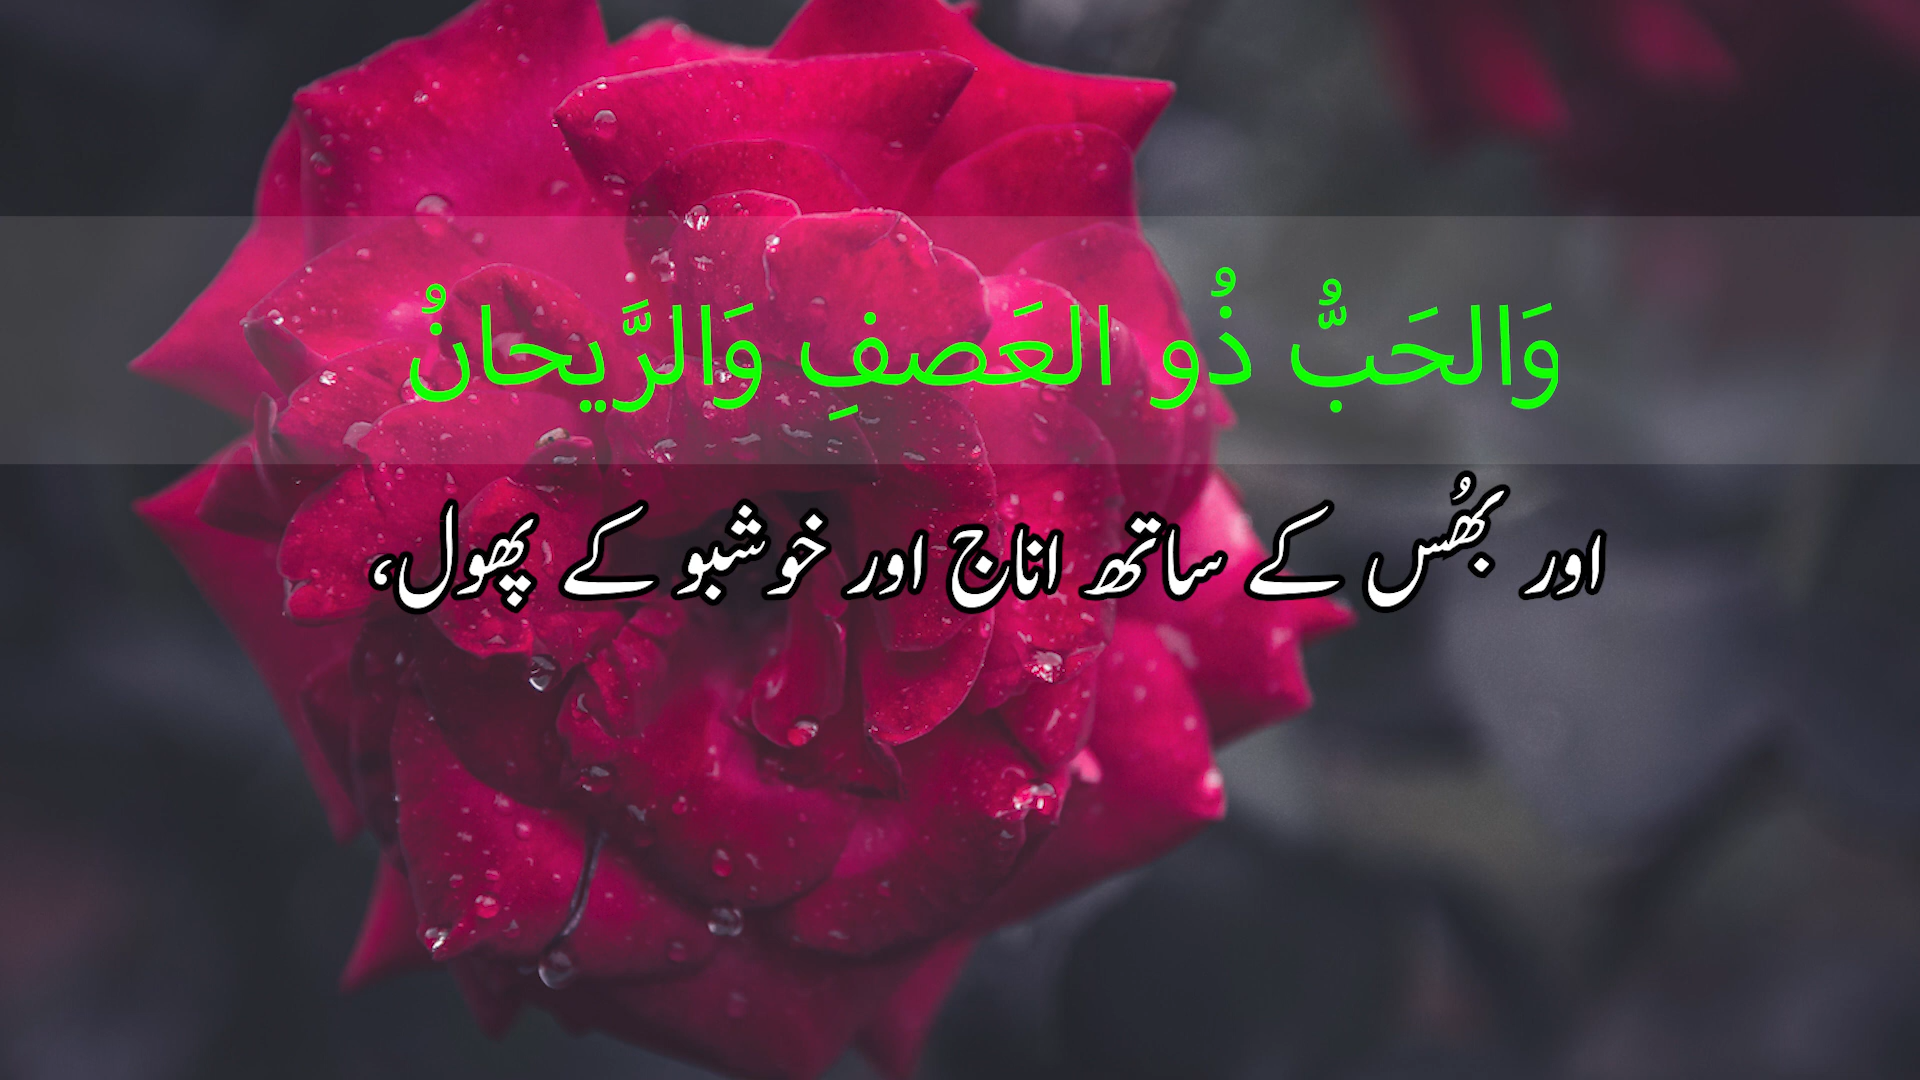 وَالحَبُّ ذُو العَصفِ وَالرَّيحانُ
اور بھُس کے ساتھ اناج اور خوشبو کے پھول،